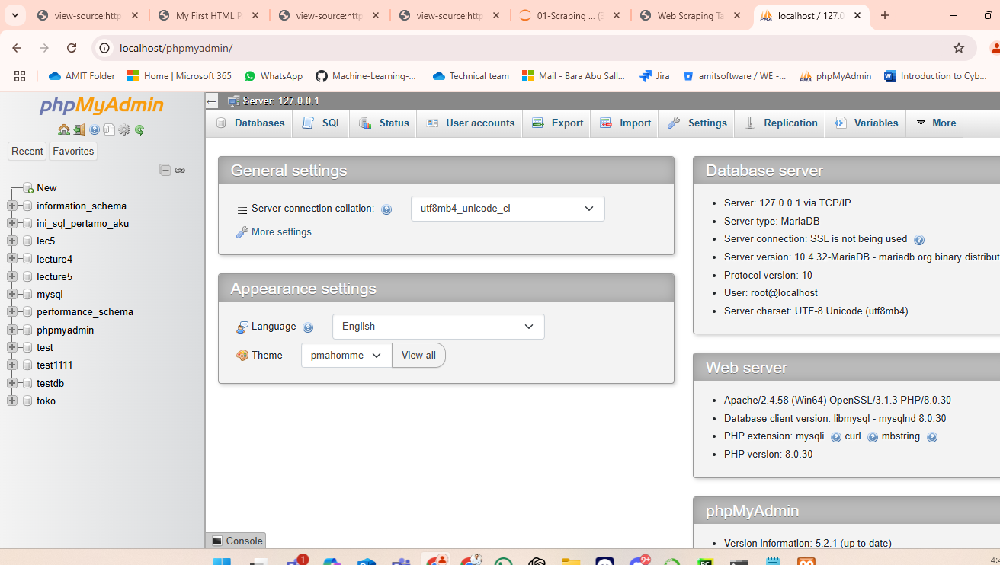 view-source:http
My First HTML P
view-source:http
view-source:http
01-Scraping ... (
Web Scraping Ta
localhost / 127.0
localhost/phpmyadmin/
AMIT Folder
Home | Microsoft 365
WhatsApp
Machine-Learning-...
Technical team
Mail - Bara Abu Sall...
Jira
amitsoftware / WE -...
phpMyAdmin
Introduction to Cyb...
phpMyAdmin
Recent
Favorites
New
information_schema
ini_sql_pertamo_aku
lec5
lecture4
lecture5
mysql
performance_schema
phpmyadmin
test
test1111
testdb
toko
Server: 127.0.0.1
Databases
SQL
Status
User accounts
Export
Import
Settings
Replication
Variables
More
General settings
Server connection collation:
utf8mb4_unicode_ci
More settings
Appearance settings
Language
English
Theme
pmahomme
View all
Database server
Server: 127.0.0.1 via TCP/IP
Server type: MariaDB
Server connection: SSL is not being used
Server version: 10.4.32-MariaDB - mariadb.org binary distribut
Protocol version: 10
User: root@localhost
Server charset: UTF-8 Unicode (utf8mb4)
Web server
Apache/2.4.58 (Win64) OpenSSL/3.1.3 PHP/8.0.30
Database client version: libmysql - mysqlnd 8.0.30
PHP extension: mysqli curl mbstring
PHP version: 8.0.30
phpMyAdmin
Version information: 5.2.1 (up to date)
Console
1
9+